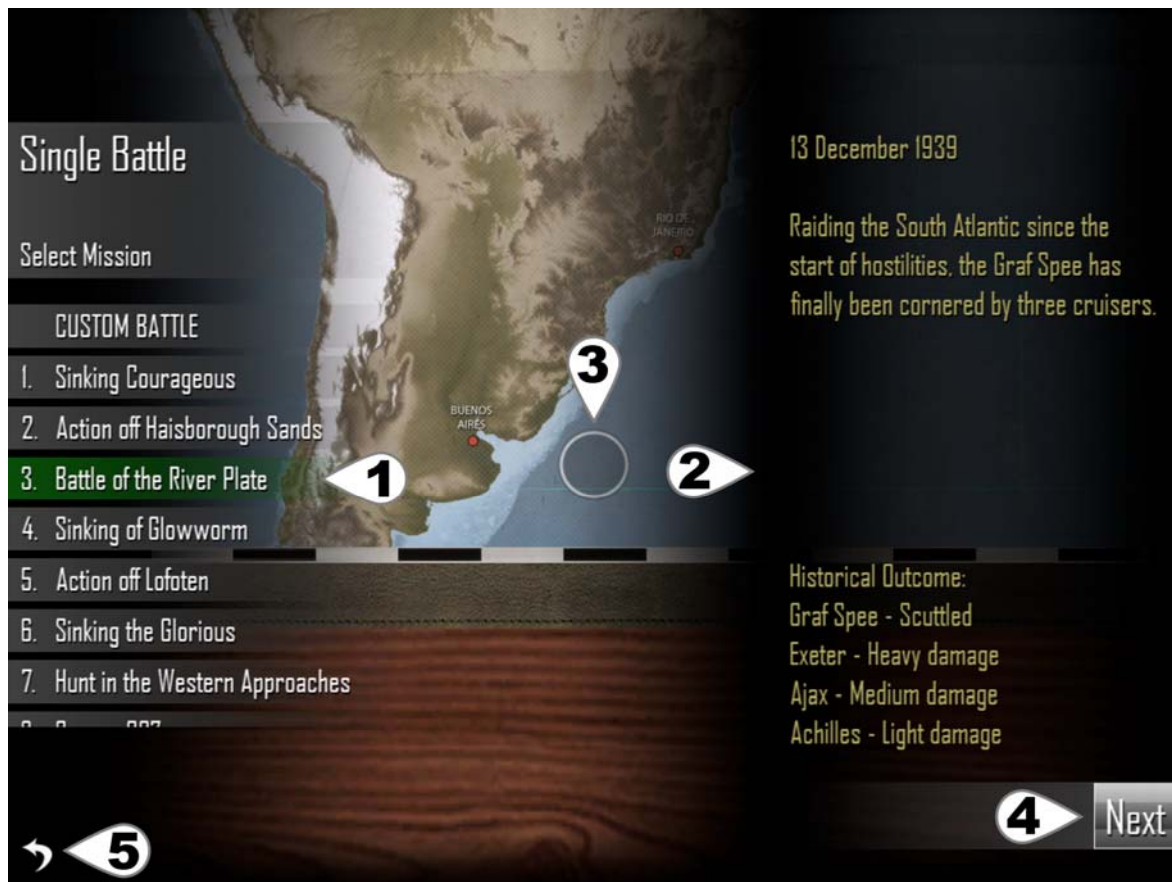 Single Battle
Select Mission
CUSTOM BATTLE
1. Sinking Courageous
2. Action off Haisborough Sands
3. Battle of the River Plate
4. Sinking of Glowworm
5. Action off Lofoten
6. Sinking the Glorious
7. Hunt in the Western Approaches
RIO DE
JANERIO
BUENOS
AIRES
1
2
3
13 December 1939
Raiding the South Atlantic since the
start of hostilities, the Graf Spee has
finally been cornered by three cruisers.
Historical Outcome:
Graf Spee - Scuttled
Exeter - Heavy damage
Ajax - Medium damage
Achilles - Light damage
4
Next
5